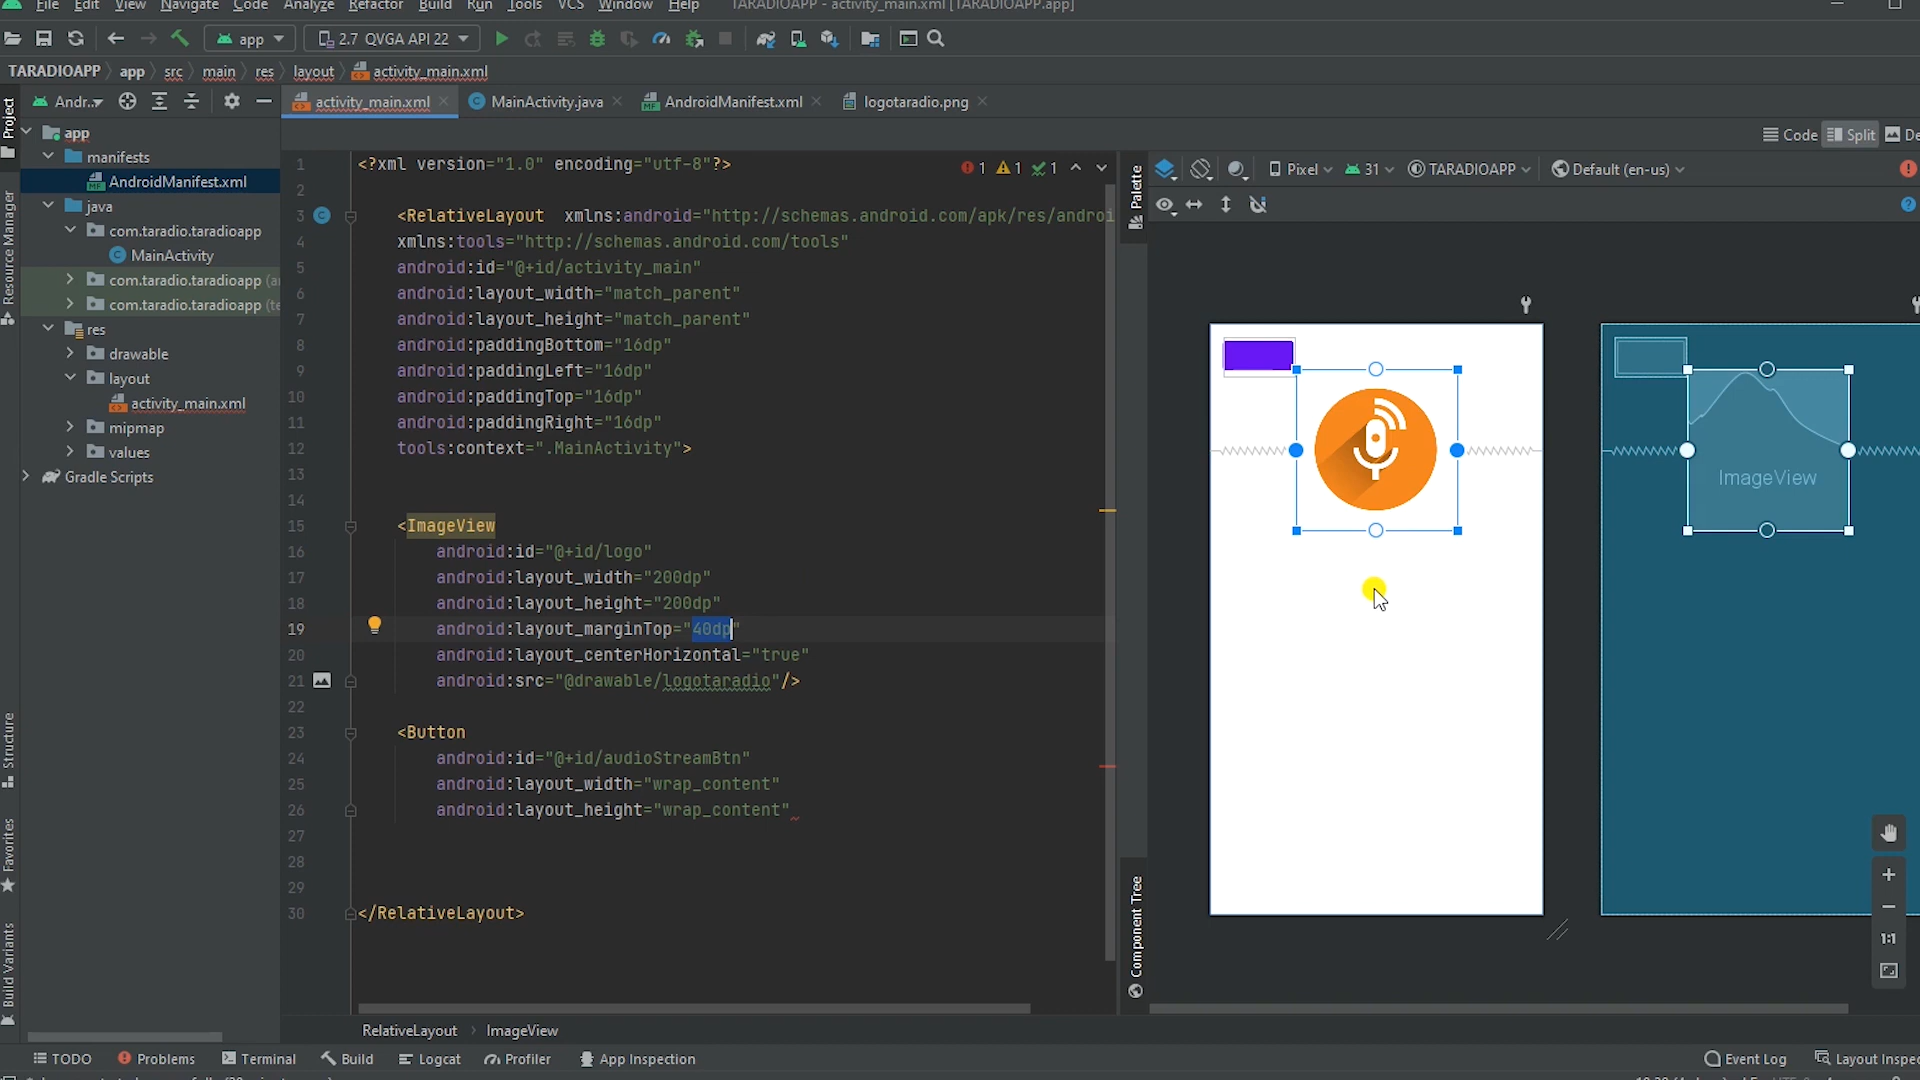 File Edit View Navigate Code Analyze Refactor Build Run Tools VCS Window Help TARADIOAPP - activity_main.xml [TARADIOAPP.app]
app 2.7 QVGA API 22
TARADIOAPP app src main res layout activity_main.xml
Andr.. activity_main.xml MainActivity.java AndroidManifest.xml logotaradio.png
Code Split De
Project
Resource Manager
Structure
Favorites
Build Variants
app
manifests
AndroidManifest.xml
java
com.taradio.taradioapp
MainActivity
com.taradio.taradioapp (a
com.taradio.taradioapp (te
res
drawable
layout
activity_main.xml
mipmap
values
Gradle Scripts
1 <?xml version="1.0" encoding="utf-8"?>
1 1 1
2
3 <RelativeLayout xmlns:android="http://schemas.android.com/apk/res/androi
4 xmlns:tools="http://schemas.android.com/tools"
5 android:id="@+id/activity_main"
6 android:layout_width="match_parent"
7 android:layout_height="match_parent"
8 android:paddingBottom="16dp"
9 android:paddingLeft="16dp"
10 android:paddingTop="16dp"
11 android:paddingRight="16dp"
12 tools:context=".MainActivity">
13
14
15 <ImageView
16 android:id="@+id/logo"
17 android:layout_width="200dp"
18 android:layout_height="200dp"
19 android:layout_marginTop="40dp"
20 android:layout_centerHorizontal="true"
21 android:src="@drawable/logotaradio"/>
22
23 <Button
24 android:id="@+id/audioStreamBtn"
25 android:layout_width="wrap_content"
26 android:layout_height="wrap_content"
27
28
29
30 </RelativeLayout>
Palette
Component Tree
Pixel 31 TARADIOAPP Default (en-us)
ImageView
1:1
RelativeLayout ImageView
TODO Problems Terminal Build Logcat Profiler App Inspection Event Log Layout Inspec